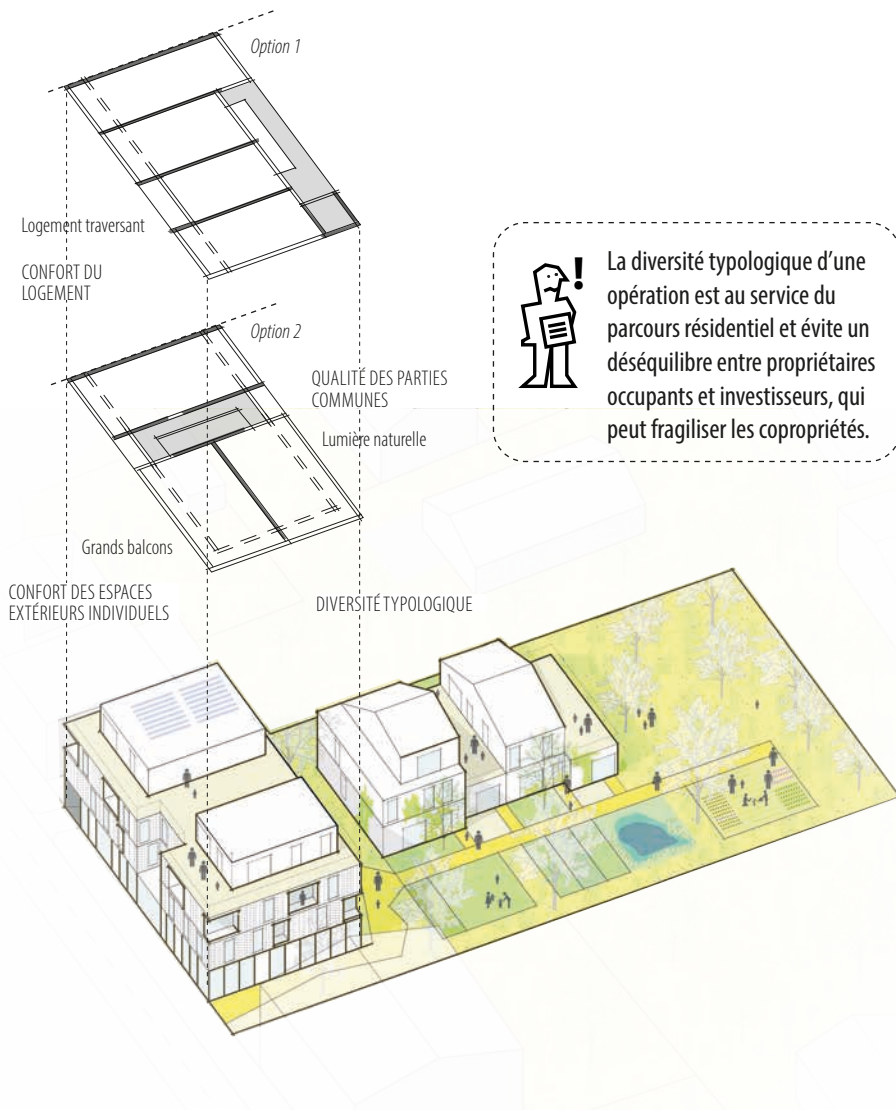 Option 1
Logement traversant
CONFORT DU
LOGEMENT
!
La diversité typologique d’une
opération est au service du
parcours résidentiel et évite un
déséquilibre entre propriétaires
occupants et investisseurs, qui
peut fragiliser les copropriétés.
Option 2
QUALITÉ DES PARTIES
COMMUNES
Lumière naturelle
Grands balcons
CONFORT DES ESPACES
EXTÉRIEURS INDIVIDUELS
DIVERSITÉ TYPOLOGIQUE